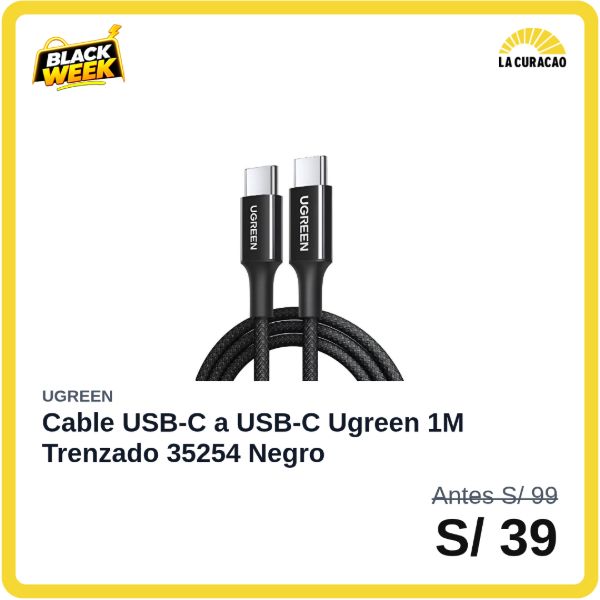 BLACK
WEEK
LA CURACAO
UGREEN
UGREEN
UGREEN
Cable USB-C a USB-C Ugreen 1M
Trenzado 35254 Negro
Antes S/ 99
S/ 39